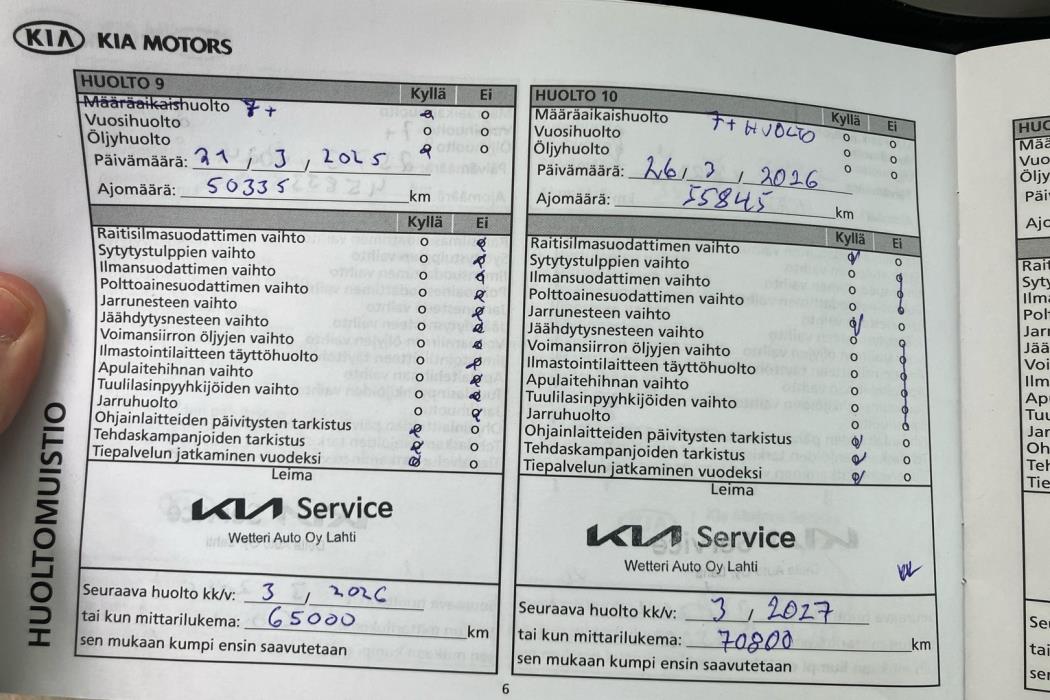 KIA KIA MOTORS
HUOLTO 9 Kyllä Ei
Määräaikaishuolto 7+
Vuosihuolto
Öljyhuolto
Päivämäärä: 21, 3, 2025
Ajomäärä: 50335 km
Kyllä Ei
Raitisilmasuodattimen vaihto
Sytytystulppien vaihto
Ilmansuodattimen vaihto
Polttoainesuodattimen vaihto
Jarrunesteen vaihto
Jäähdytysnesteen vaihto
Voimansiirron öljyjen vaihto
Ilmastointilaitteen täyttöhuolto
Apulaitehihnan vaihto
Tuulilasinpyyhkijöiden vaihto
Jarruhuolto
Ohjainlaitteiden päivitysten tarkistus
Tehdaskampanjoiden tarkistus
Tiepalvelun jatkaminen vuodeksi
Leima
KIA Service
Wetteri Auto Oy Lahti
Seuraava huolto kk/v: 3, 2026
tai kun mittarilukema: 65000 km
sen mukaan kumpi ensin saavutetaan
HUOLTO 10 Kyllä Ei
Määräaikaishuolto 7+ HUOLTO
Vuosihuolto
Öljyhuolto
Päivämäärä: 26, 3, 2026
Ajomäärä: 55845 km
Kyllä Ei
Raitisilmasuodattimen vaihto
Sytytystulppien vaihto
Ilmansuodattimen vaihto
Polttoainesuodattimen vaihto
Jarrunesteen vaihto
Jäähdytysnesteen vaihto
Voimansiirron öljyjen vaihto
Ilmastointilaitteen täyttöhuolto
Apulaitehihnan vaihto
Tuulilasinpyyhkijöiden vaihto
Jarruhuolto
Ohjainlaitteiden päivitysten tarkistus
Tehdaskampanjoiden tarkistus
Tiepalvelun jatkaminen vuodeksi
Leima
KIA Service
Wetteri Auto Oy Lahti
Seuraava huolto kk/v: 3, 2027
tai kun mittarilukema: 70800 km
sen mukaan kumpi ensin saavutetaan
HUOLTOMUISTIO
6